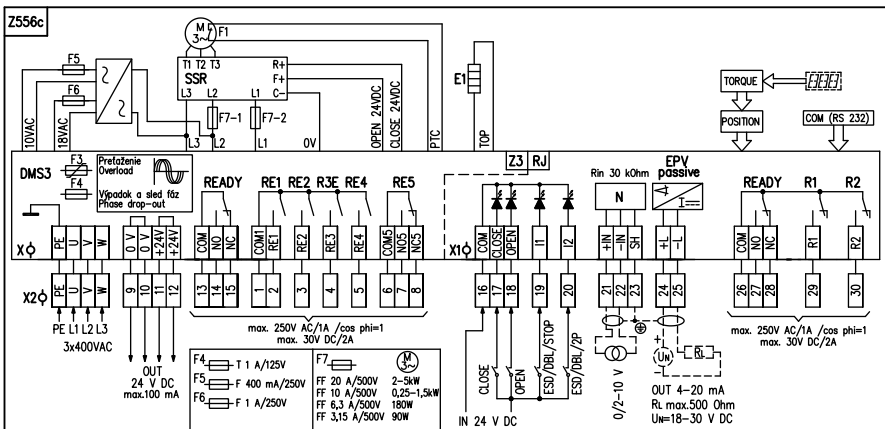 Z556c
M
3~
F1
T1 T2 T3
SSR
R+
F+
C-
L3 L2 L1
F5
F6
F7-1
F7-2
E1
10VAC
18VAC
L3
L2
L1
0V
OPEN 24VDC
CLOSE 24VDC
PTC
TOP
TORQUE
POSITION
COM (RS 232)
DMS3
F3
F4
Preťaženie
Overload
Výpadok a sled fáz
Phase drop-out
READY
RE1 RE2 R3E RE4
RE5
Z3 RJ
Rin 30 kOhm
N
EPV
passive
READY
R1
R2
X
PE U V W
0 V 0 V +24V +24V
COM NO NC
COM1 RE1 RE2 RE3 RE4
COM5 NO5 NC5
X1
COM CLOSE OPEN I1 I2
+IN -IN SH
+L -L
COM NO NC
R1 R2
X2
PE U V W
9 10 11 12
13 14 15
1 2 3 4 5
6 7 8
16 17 18 19 20
21 22 23
24 25
26 27 28 29 30
PE L1 L2 L3
3x400VAC
OUT
24 V DC
max.100 mA
max. 250V AC/1A /cos phi=1
max. 30V DC/2A
F4 T 1 A/125V
F5 F 400 mA/250V
F6 F 1 A/250V
F7
M
3~
FF 20 A/500V 2-5kW
FF 10 A/500V 0,25-1,5kW
FF 6,3 A/500V 180W
FF 3,15 A/500V 90W
CLOSE
OPEN
ESD/DBL/STOP
ESD/DBL/2P
IN 24 V DC
0/2-10 V
+
UN
-
RL
OUT 4-20 mA
RL max.500 Ohm
UN=18-30 V DC
max. 250V AC/1A /cos phi=1
max. 30V DC/2A